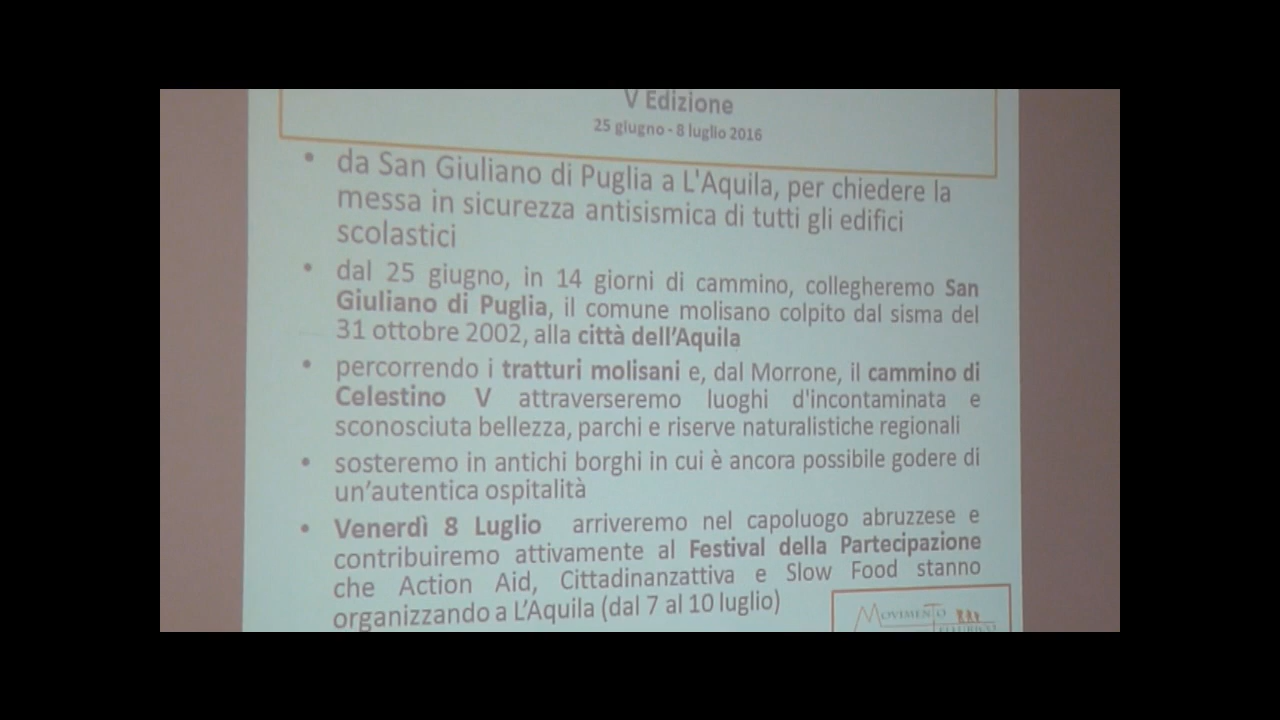 V Edizione
25 giugno - 8 luglio 2016
• da San Giuliano di Puglia a L'Aquila, per chiedere la
messa in sicurezza antisismica di tutti gli edifici
scolastici
• dal 25 giugno, in 14 giorni di cammino, collegheremo San
Giuliano di Puglia, il comune molisano colpito dal sisma del
31 ottobre 2002, alla città dell'Aquila
• percorrendo i tratturi molisani e, dal Morrone, il cammino di
Celestino V attraverseremo luoghi d'incontaminata e
sconosciuta bellezza, parchi e riserve naturalistiche regionali
• sosteremo in antichi borghi in cui è ancora possibile godere di
un'autentica ospitalità
• Venerdì 8 Luglio arriveremo nel capoluogo abruzzese e
contribuiremo attivamente al Festival della Partecipazione
che Action Aid, Cittadinanzattiva e Slow Food stanno
organizzando a L'Aquila (dal 7 al 10 luglio)
MOVIMENTO
TELLURICO